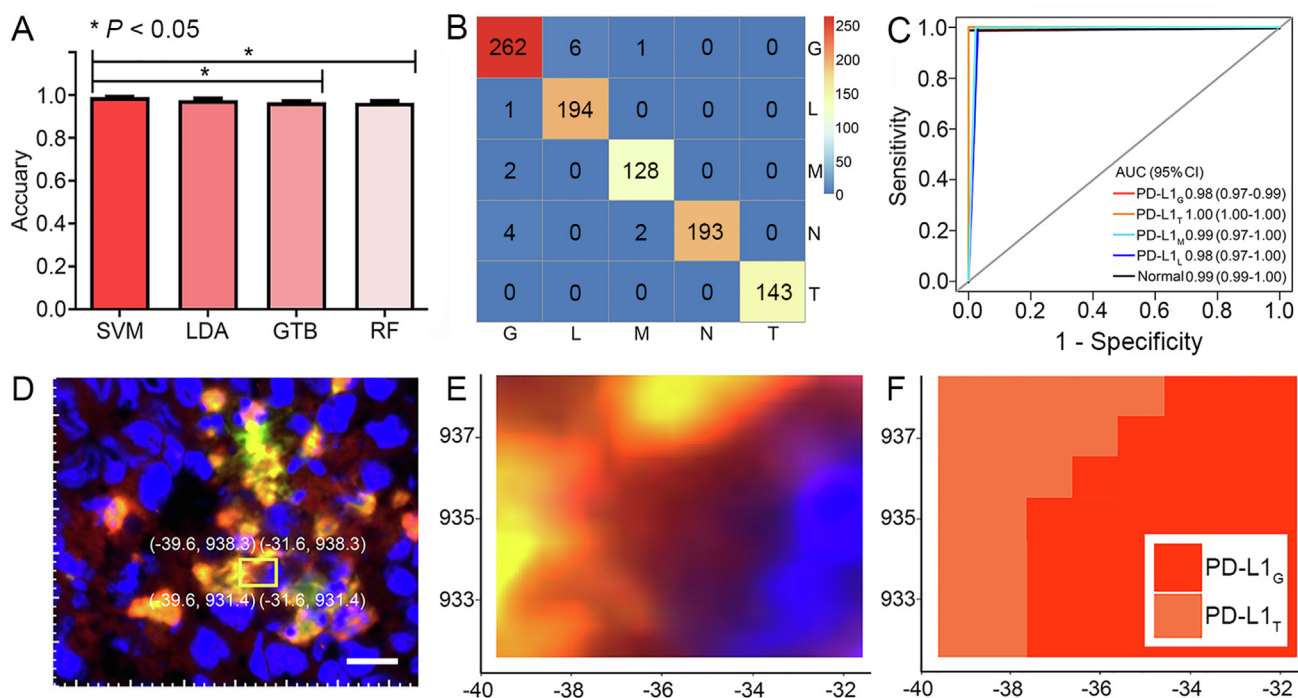 A
* P < 0.05
*
*
Accuary
1.0
0.8
0.6
0.4
0.2
0.0
SVM LDA GTB RF
B
262 6 1 0 0 G
1 194 0 0 0 L
2 0 128 0 0 M
4 0 2 193 0 N
0 0 0 0 143 T
G L M N T
250
200
150
100
50
0
C
Sensitivity
1.0
0.8
0.6
0.4
0.2
0.0
AUC (95% CI)
PD-L1G 0.98 (0.97-0.99)
PD-L1T 1.00 (1.00-1.00)
PD-L1M 0.99 (0.97-1.00)
PD-L1L 0.98 (0.97-1.00)
Normal 0.99 (0.99-1.00)
0.0 0.2 0.4 0.6 0.8 1.0
1 - Specificity
D
(-39.6, 938.3) (-31.6, 938.3)
(-39.6, 931.4) (-31.6, 931.4)
E
937
935
933
-40 -38 -36 -34 -32
F
937
935
933
PD-L1G
PD-L1T
-40 -38 -36 -34 -32